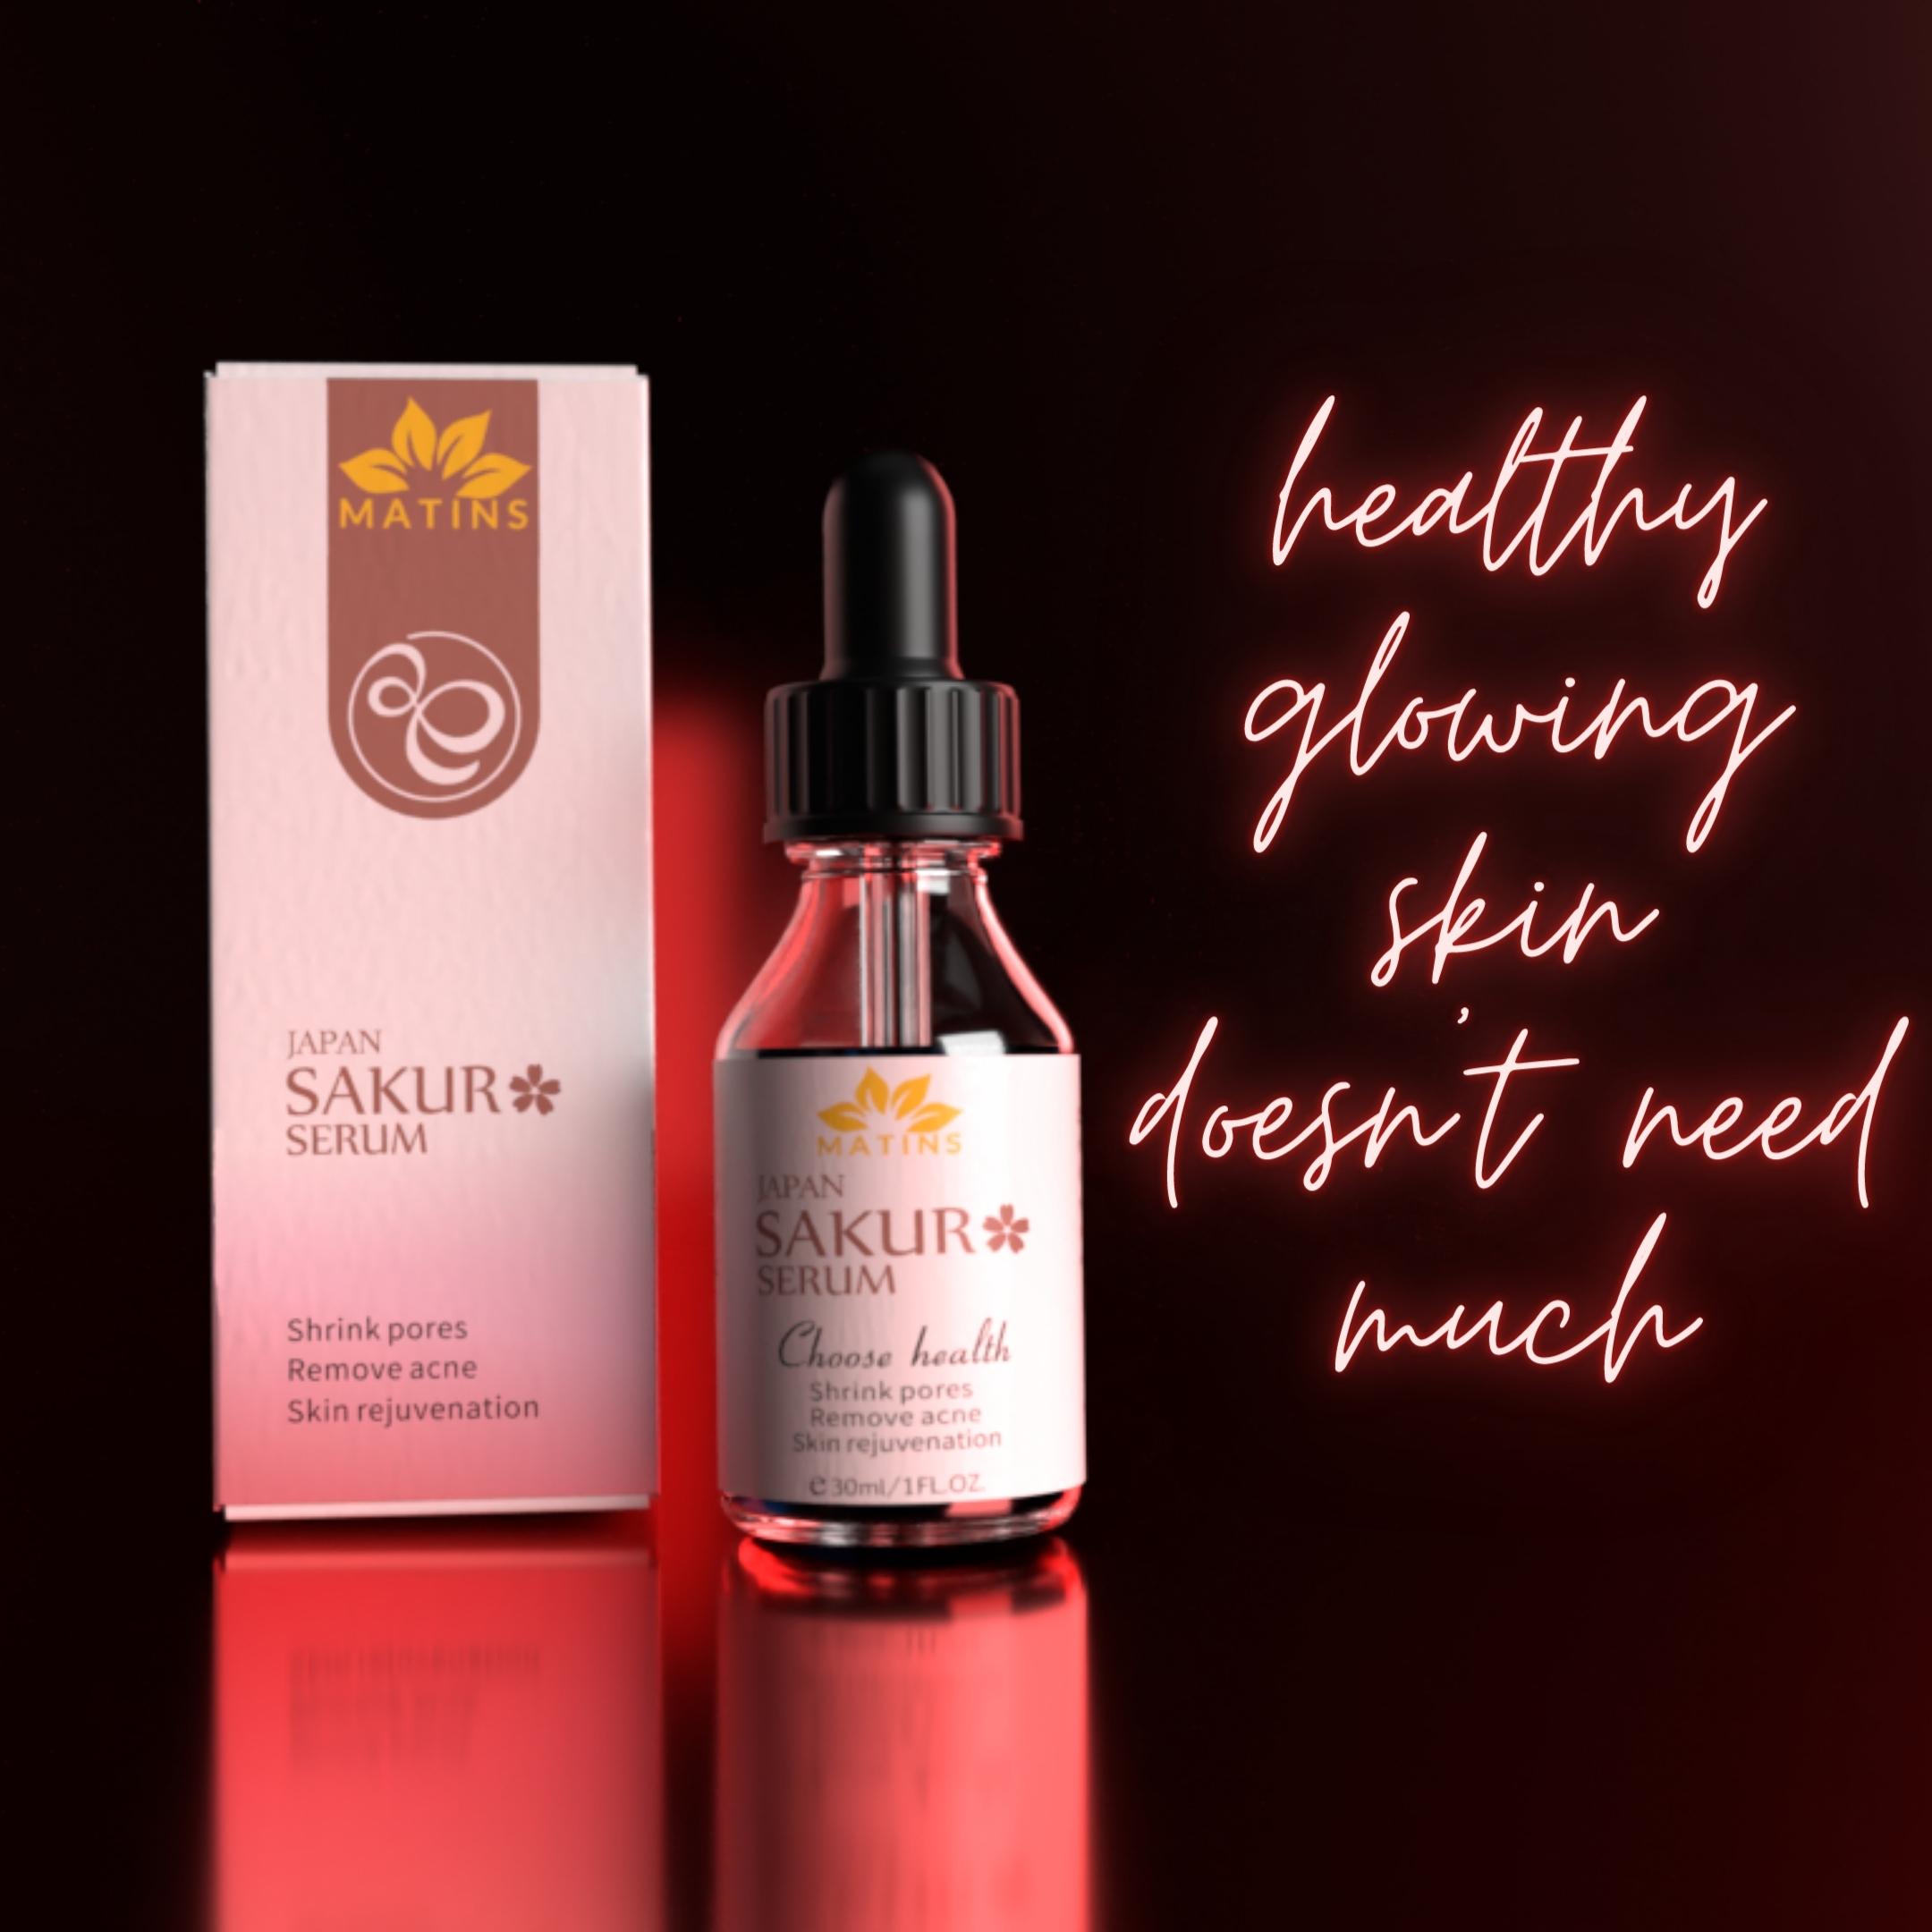 MATINS
JAPAN
SAKUR
SERUM
Shrink pores
Remove acne
Skin rejuvenation
MATINS
JAPAN
SAKUR
SERUM
Choose health
Shrink pores
Remove acne
Skin rejuvenation
e30ml/1FL.OZ.
healthy
glowing
skin
doesn't need
much